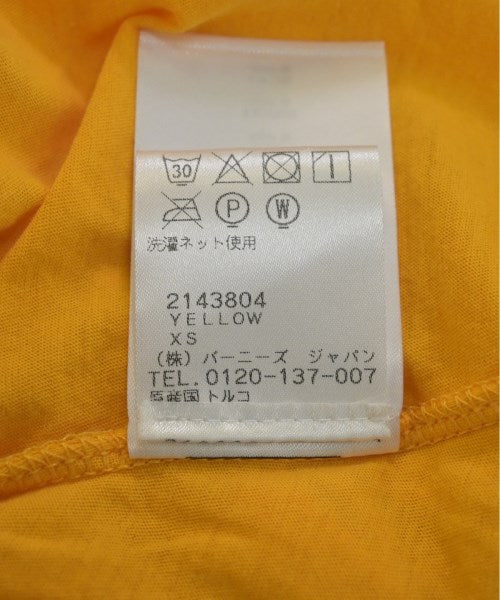 30
P W
洗濯ネット使用
2143804
YELLOW
XS
(株) バーニーズ ジャパン
TEL. 0120-137-007
原産国 トルコ